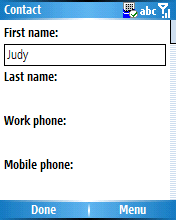 Contact abc
First name:
Judy
Last name:
Work phone:
Mobile phone:
Done Menu